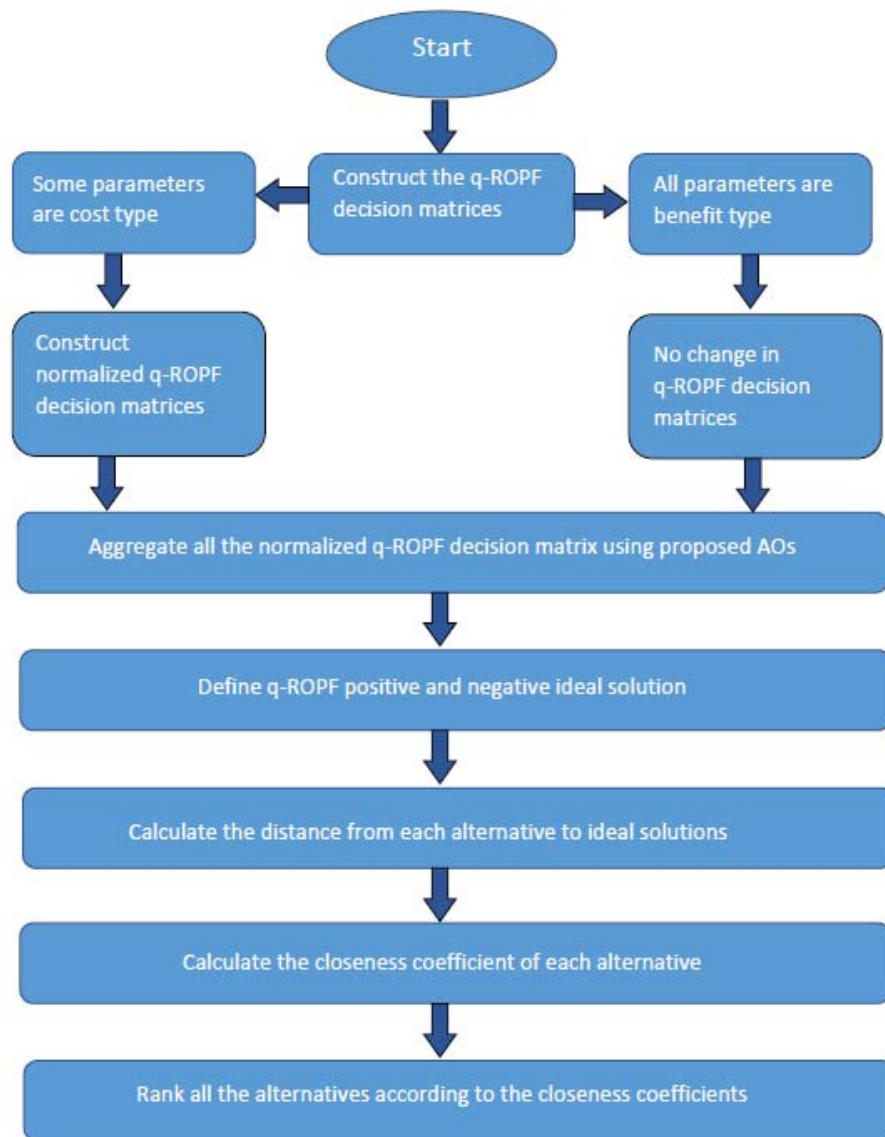 Start
Some parameters
are cost type
Construct the q-ROPF
decision matrices
All parameters are
benefit type
Construct
normalized q-ROPF
decision matrices
No change in
q-ROPF decision
matrices
Aggregate all the normalized q-ROPF decision matrix using proposed AOs
Define q-ROPF positive and negative ideal solution
Calculate the distance from each alternative to ideal solutions
Calculate the closeness coefficient of each alternative
Rank all the alternatives according to the closeness coefficients